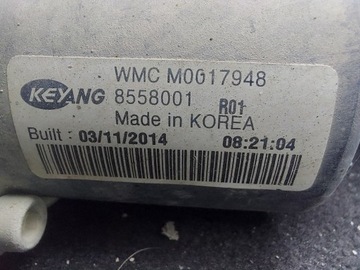 WMC M0017948
KEYANG 8558001 R01
Made in KOREA
Built : 03/11/2014 08:21:04